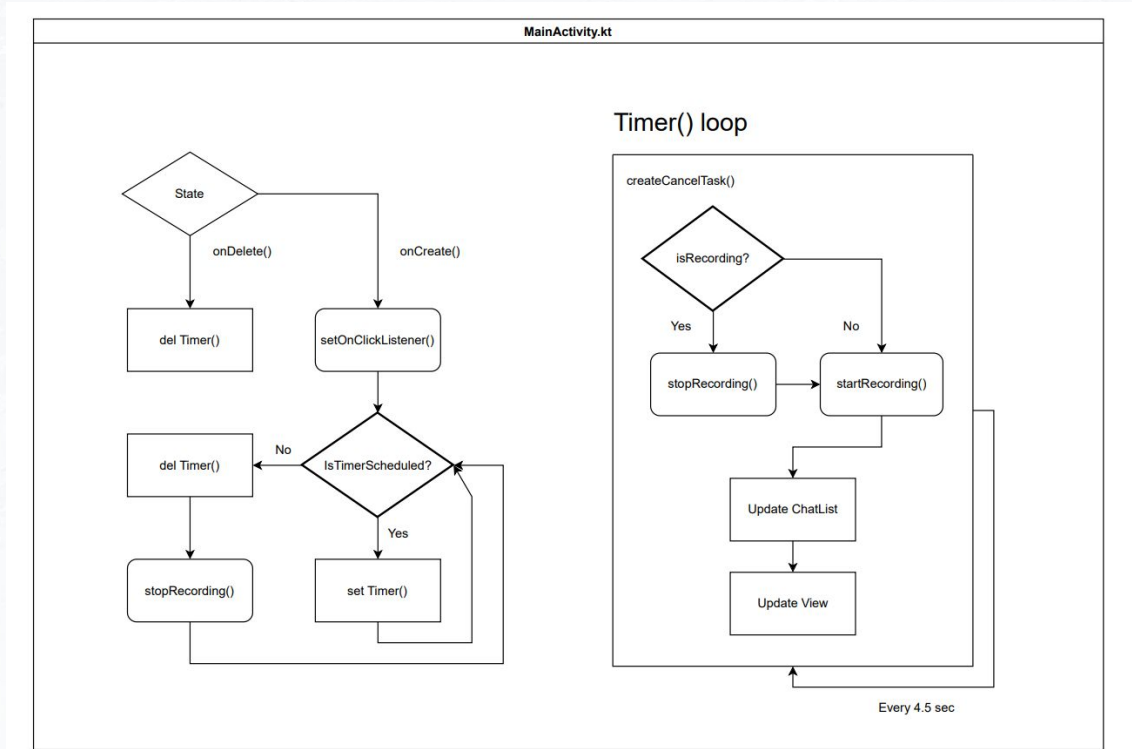 MainActivity.kt
State
onDelete()
onCreate()
del Timer()
setOnClickListener()
del Timer()
No
IsTimerScheduled?
Yes
stopRecording()
set Timer()
Timer() loop
createCancelTask()
isRecording?
Yes
No
stopRecording()
startRecording()
Update ChatList
Update View
Every 4.5 sec